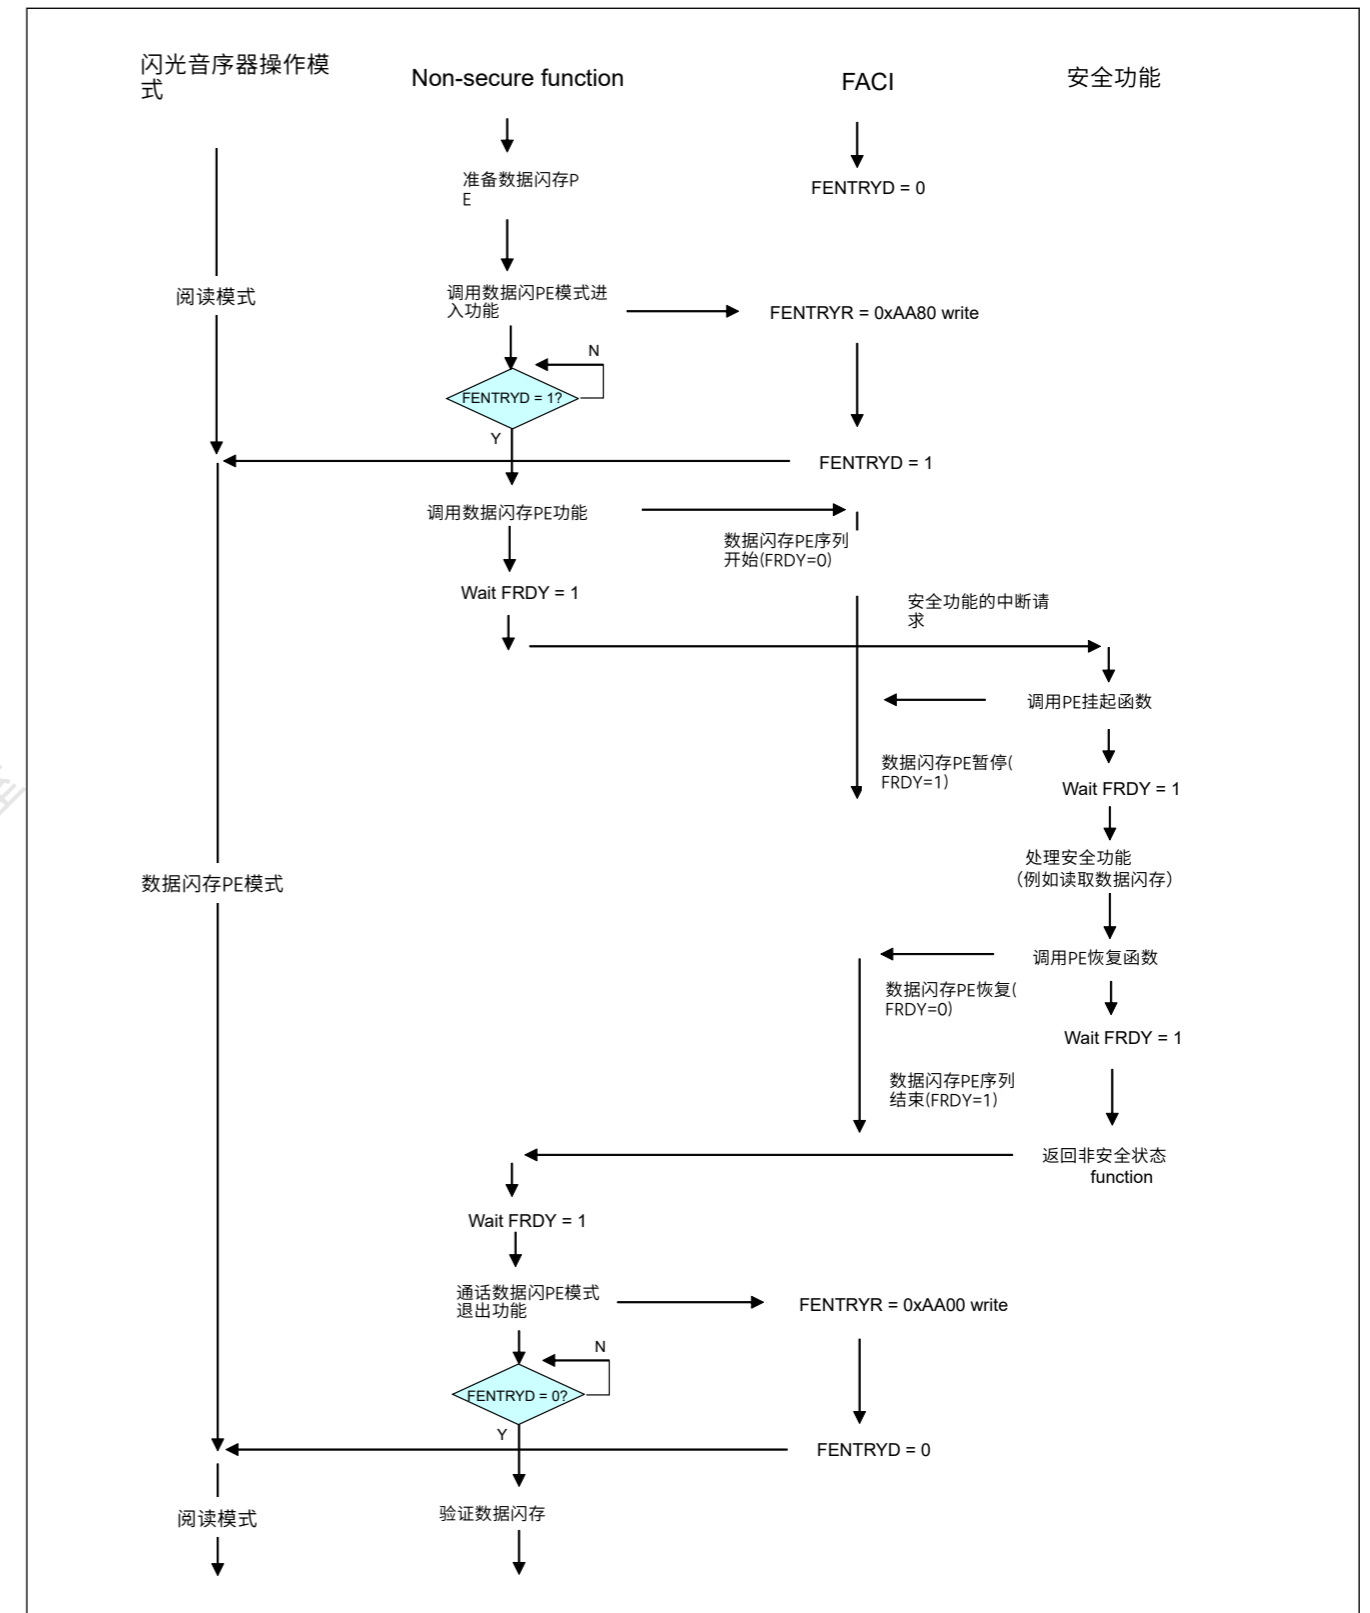 闪光音序器操作模
式
Non-secure function
FACI
安全功能
准备数据闪存P
E
FENTRYD = 0
阅读模式
调用数据闪PE模式进
入功能
FENTRYR = 0xAA80 write
N
FENTRYD = 1?
Y
FENTRYD = 1
调用数据闪存PE功能
数据闪存PE序列
开始(FRDY=0)
Wait FRDY = 1
安全功能的中断请
求
调用PE挂起函数
数据闪存PE暂停(
FRDY=1)
Wait FRDY = 1
处理安全功能
（例如读取数据闪存）
数据闪存PE模式
调用PE恢复函数
数据闪存PE恢复(
FRDY=0)
Wait FRDY = 1
数据闪存PE序列
结束(FRDY=1)
返回非安全状态
function
Wait FRDY = 1
通话数据闪PE模式
退出功能
FENTRYR = 0xAA00 write
N
FENTRYD = 0?
Y
FENTRYD = 0
阅读模式
验证数据闪存